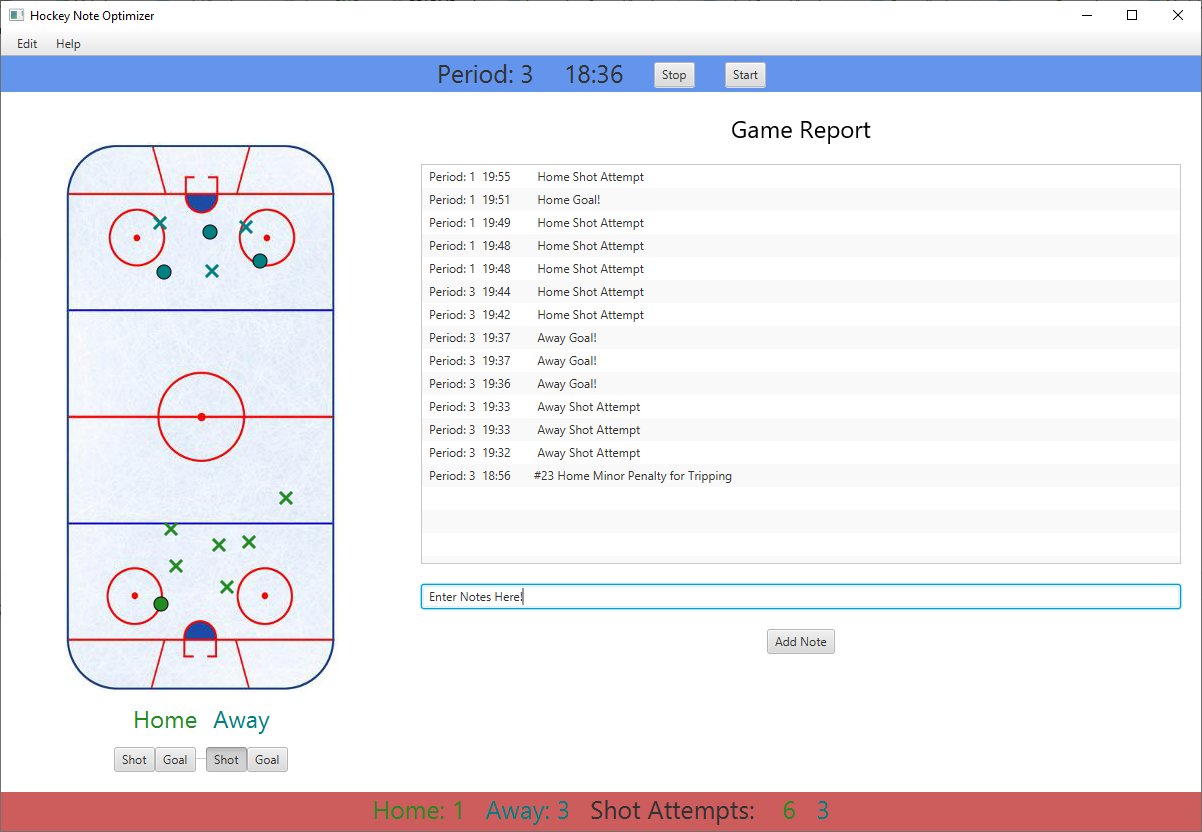 Hockey Note Optimizer
Edit Help
Period: 3 18:36 Stop Start
Game Report
Period: 1 19:55 Home Shot Attempt
Period: 1 19:51 Home Goal!
Period: 1 19:49 Home Shot Attempt
Period: 1 19:48 Home Shot Attempt
Period: 1 19:48 Home Shot Attempt
Period: 3 19:44 Home Shot Attempt
Period: 3 19:42 Home Shot Attempt
Period: 3 19:37 Away Goal!
Period: 3 19:37 Away Goal!
Period: 3 19:36 Away Goal!
Period: 3 19:33 Away Shot Attempt
Period: 3 19:33 Away Shot Attempt
Period: 3 19:32 Away Shot Attempt
Period: 3 18:56 #23 Home Minor Penalty for Tripping
Enter Notes Here!
Add Note
Home Away
Shot Goal Shot Goal
Home: 1 Away: 3 Shot Attempts: 6 3